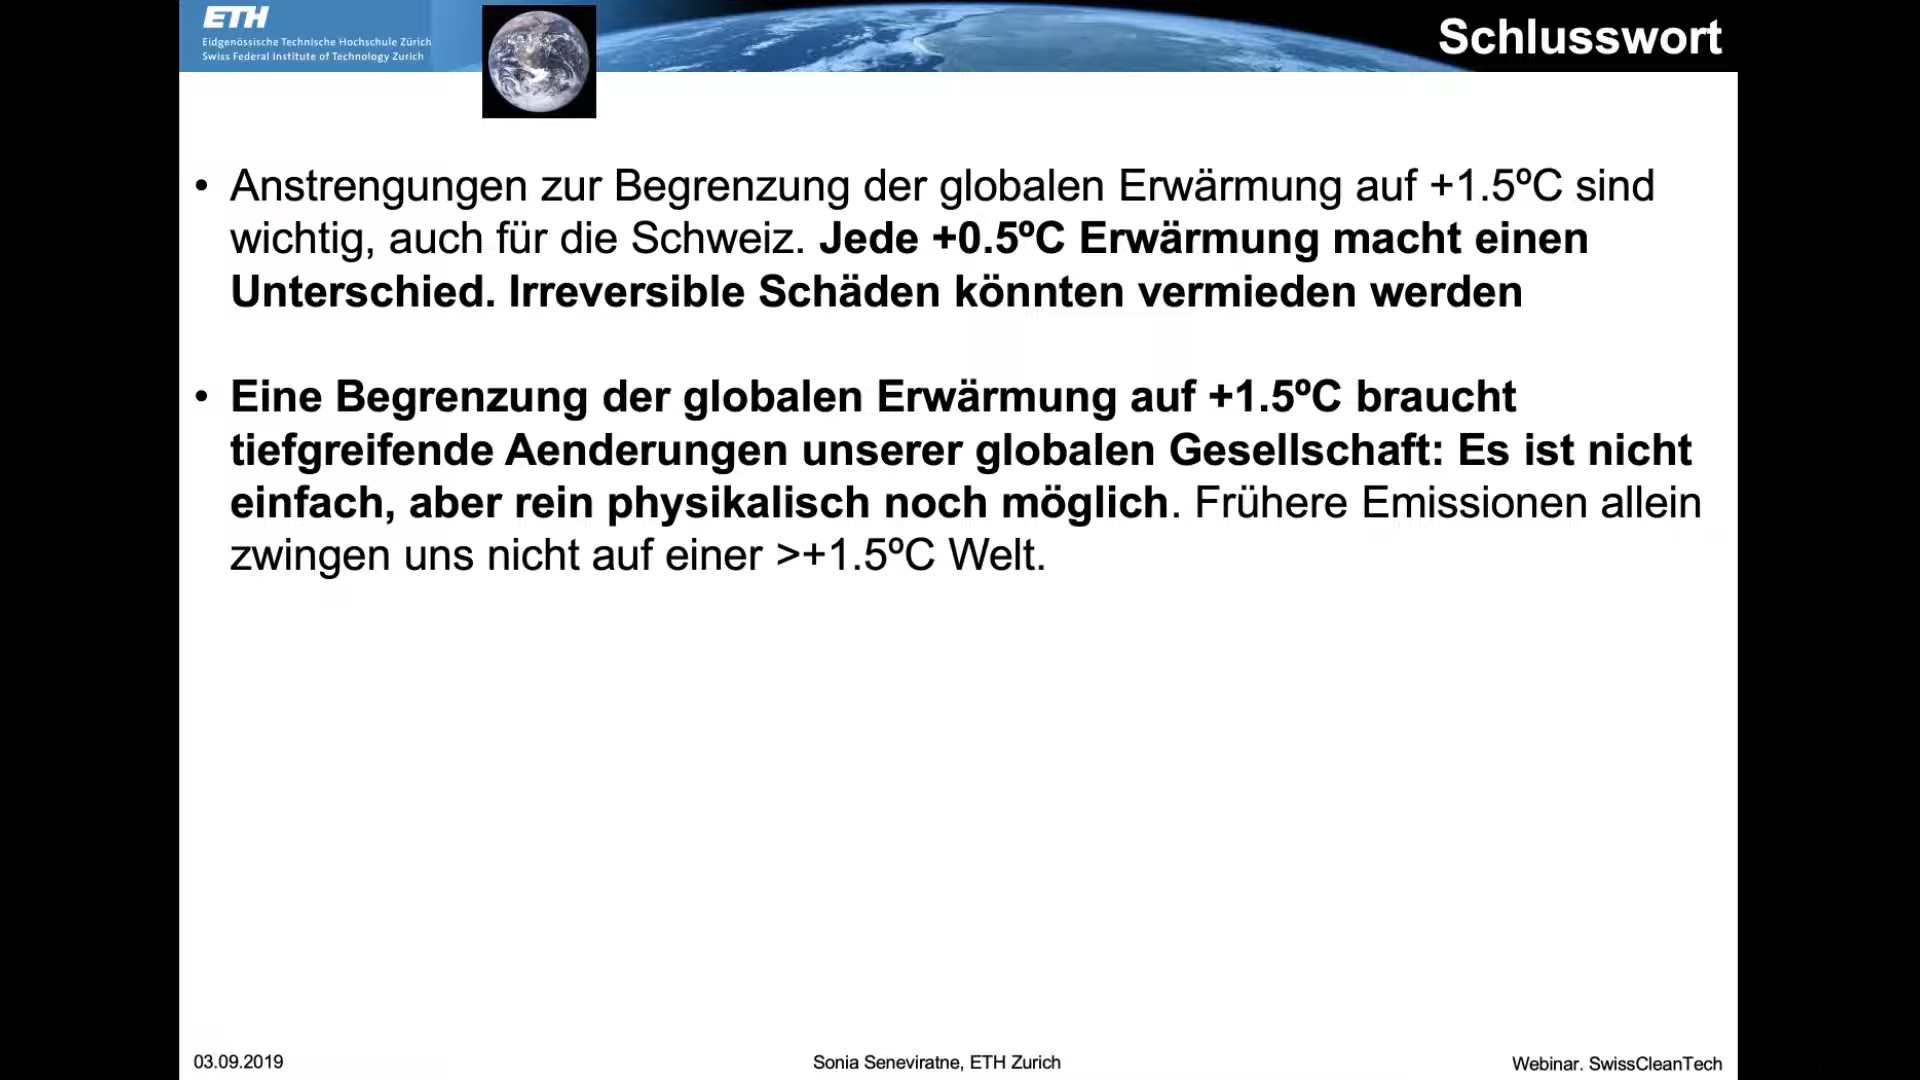 ETH
Eidgenössische Technische Hochschule Zürich
Swiss Federal Institute of Technology Zurich
Schlusswort
• Anstrengungen zur Begrenzung der globalen Erwärmung auf +1.5ºC sind
wichtig, auch für die Schweiz. Jede +0.5ºC Erwärmung macht einen
Unterschied. Irreversible Schäden könnten vermieden werden
• Eine Begrenzung der globalen Erwärmung auf +1.5ºC braucht
tiefgreifende Aenderungen unserer globalen Gesellschaft: Es ist nicht
einfach, aber rein physikalisch noch möglich. Frühere Emissionen allein
zwingen uns nicht auf einer >+1.5ºC Welt.
03.09.2019
Sonia Seneviratne, ETH Zurich
Webinar. SwissCleanTech